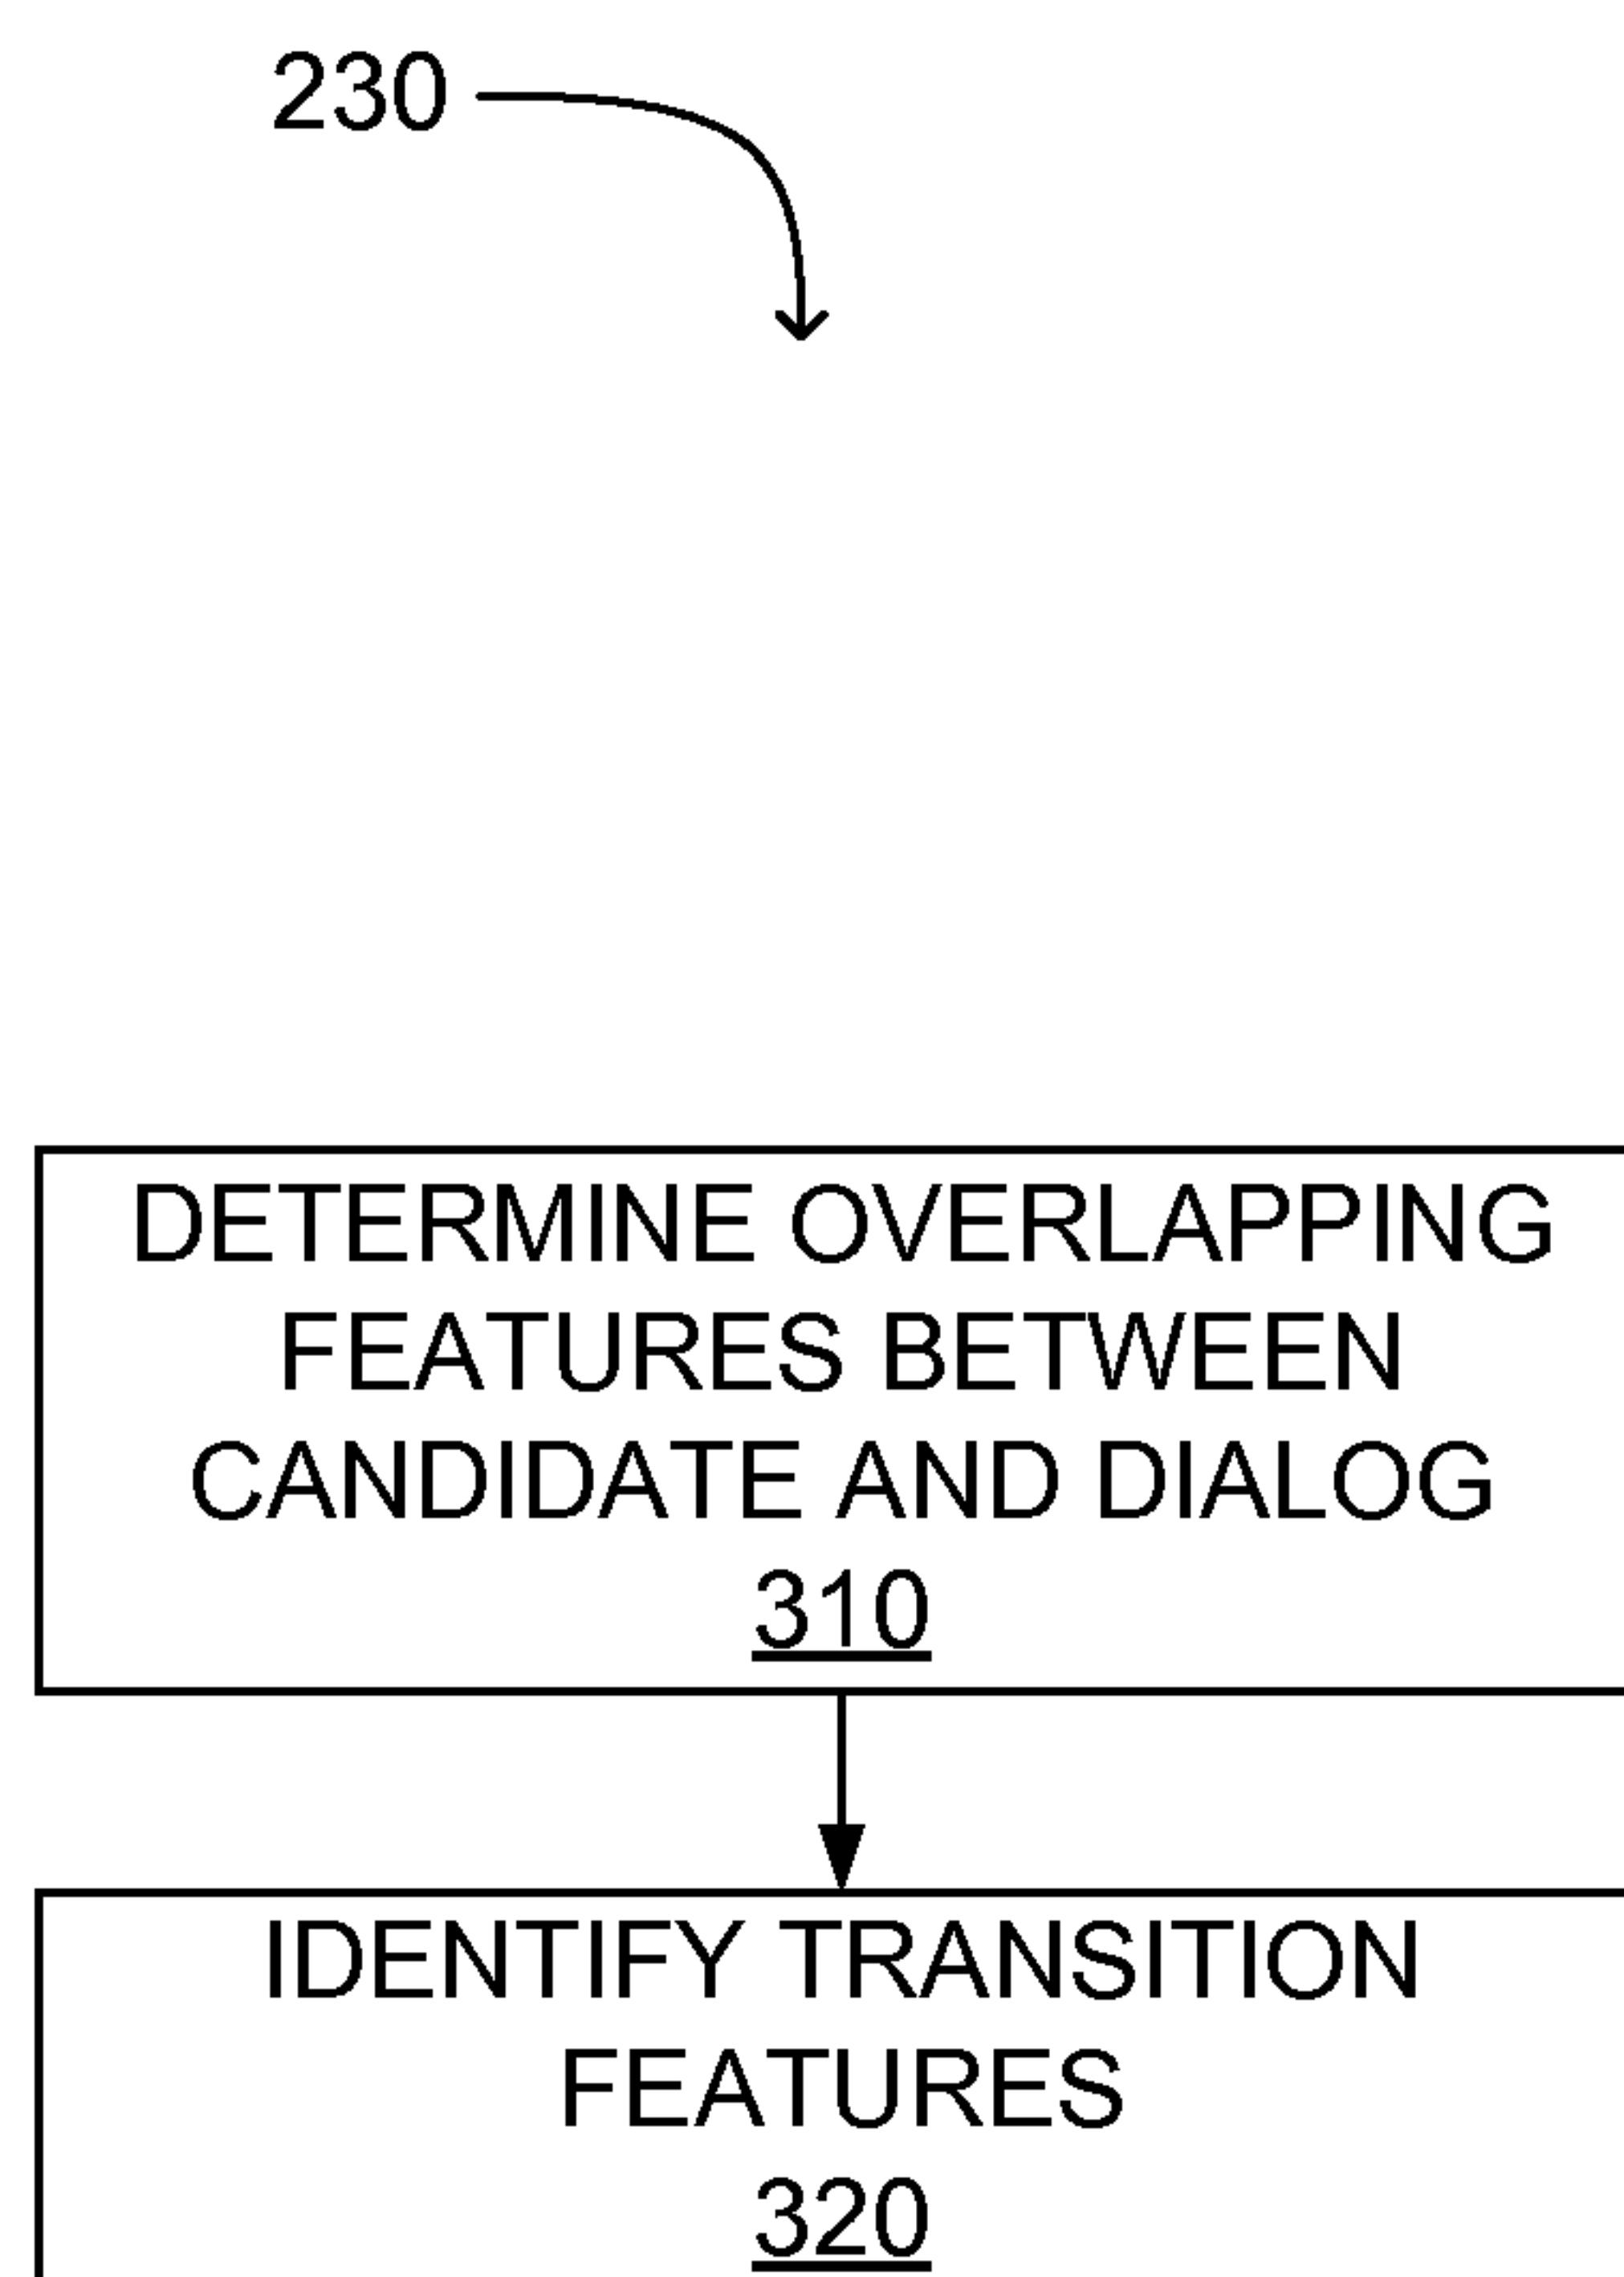 230
DETERMINE OVERLAPPING
FEATURES BETWEEN
CANDIDATE AND DIALOG
310
IDENTIFY TRANSITION
FEATURES
320